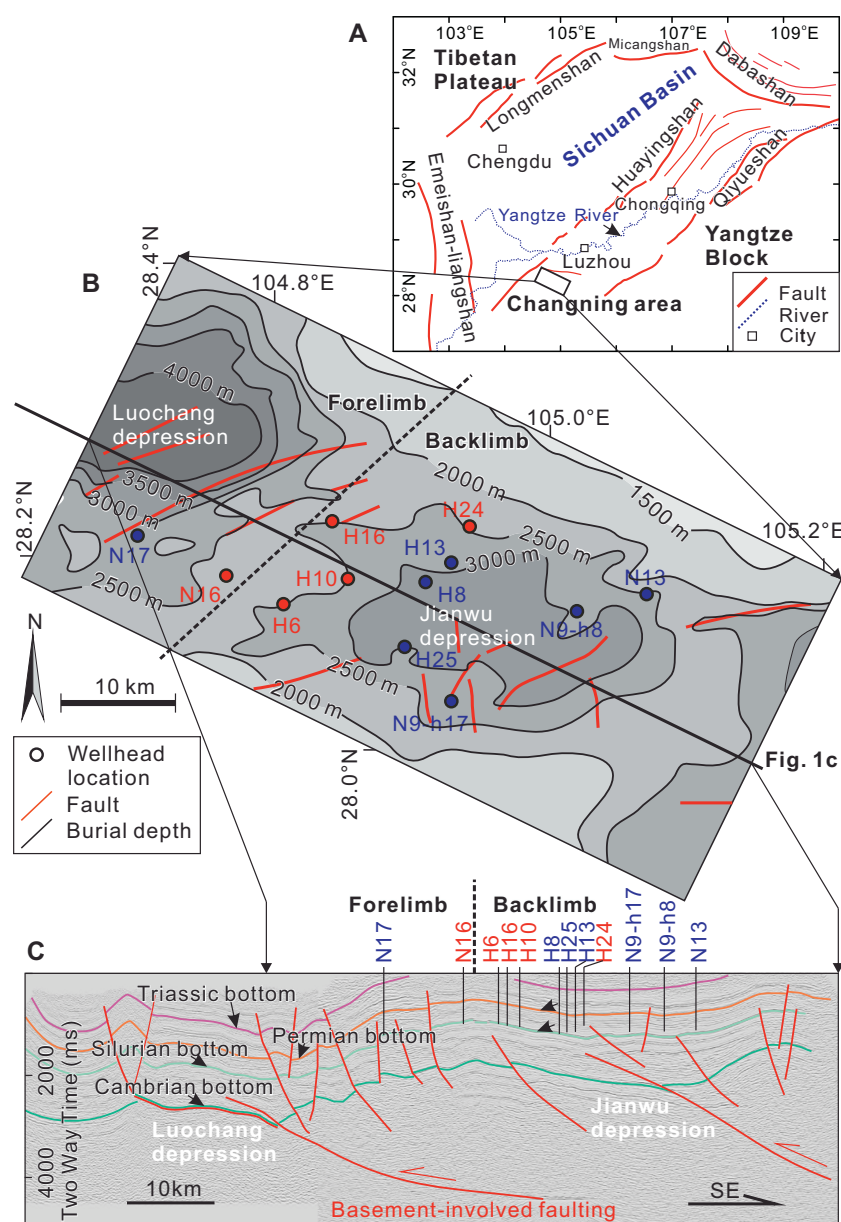 A
103°E
105°E
107°E
109°E
32°N
30°N
28°N
Tibetan
Plateau
Micangshan
Longmenshan
Dabashan
Sichuan Basin
Chengdu
Huayingshan
Qiyueshan
Chongqing
Emeishan-liangshan
Yangtze River
Luzhou
Yangtze
Block
Changning area
Fault
River
City
B
28.4°N
104.8°E
4000 m
Forelimb
Luochang
depression
Backlimb
105.0°E
2000 m
1500 m
3500 m
3000 m
28.2°N
2500 m
105.2°E
N17
H16
H24
H13
3000 m
N16
H10
H8
N13
2500 m
H6
Jianwu
depression
N9-h8
H25
2500 m
2000 m
N9-h17
N
10 km
28.0°N
Fig. 1c
Wellhead
location
Fault
Burial depth
C
Forelimb
Backlimb
N17
N16
H6
H16
H10
H8
H25
H13
H24
N9-h17
N9-h8
N13
Triassic bottom
Permian bottom
Silurian bottom
Cambrian bottom
Two Way Time (ms)
2000
4000
Luochang
depression
Jianwu
depression
10km
SE
Basement-involved faulting